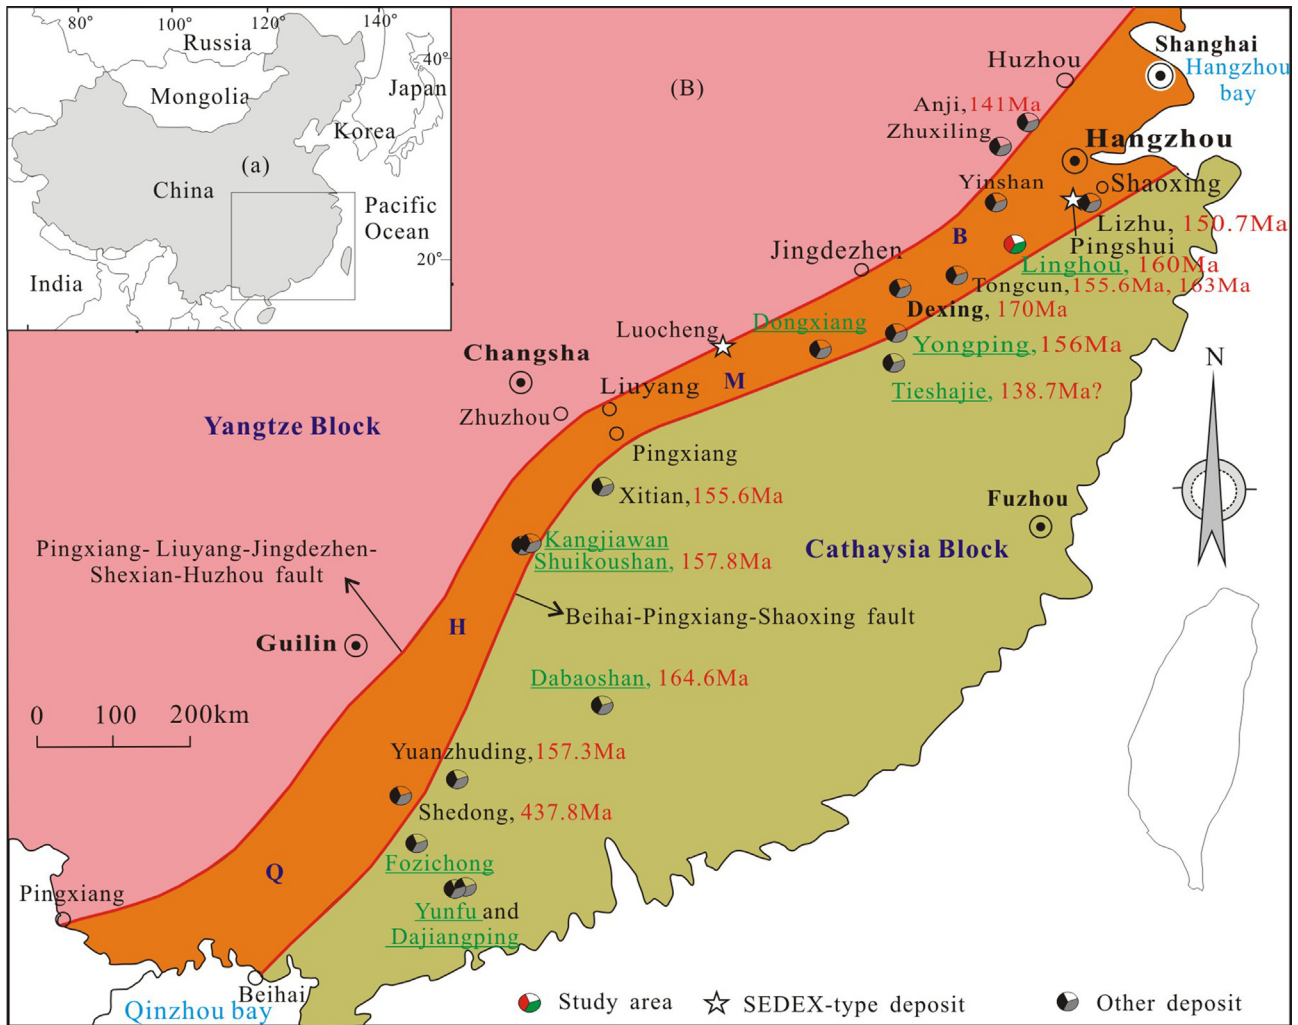 80°
100°
120°
140°
Russia
40°
Mongolia
Japan
Korea
(a)
China
Pacific
Ocean
20°
India
(B)
Shanghai
Hangzhou
bay
Huzhou
Anji,141Ma
Zhuxiling
Hangzhou
Yinshan
Shaoxing
Lizhu, 150.7Ma
B
Pingshui
Jingdezhen
Linghou, 160Ma
Tongcun,155.6Ma, 163Ma
Dexing, 170Ma
Luocheng
Dongxiang
Yongping,156Ma
Changsha
N
M
Liuyang
Tieshajie, 138.7Ma?
Zhuzhou
Yangtze Block
Pingxiang
Xitian,155.6Ma
Fuzhou
Kangjiawan
Cathaysia Block
Shuikoushan, 157.8Ma
Pingxiang- Liuyang-Jingdezhen-
Shexian-Huzhou fault
Beihai-Pingxiang-Shaoxing fault
H
Guilin
Dabaoshan, 164.6Ma
0 100 200km
Yuanzhuding,157.3Ma
Shedong, 437.8Ma
Fozichong
Q
Pingxiang
Yunfu and
Dajiangping
Beihai
Qinzhou bay
Study area
SEDEX-type deposit
Other deposit